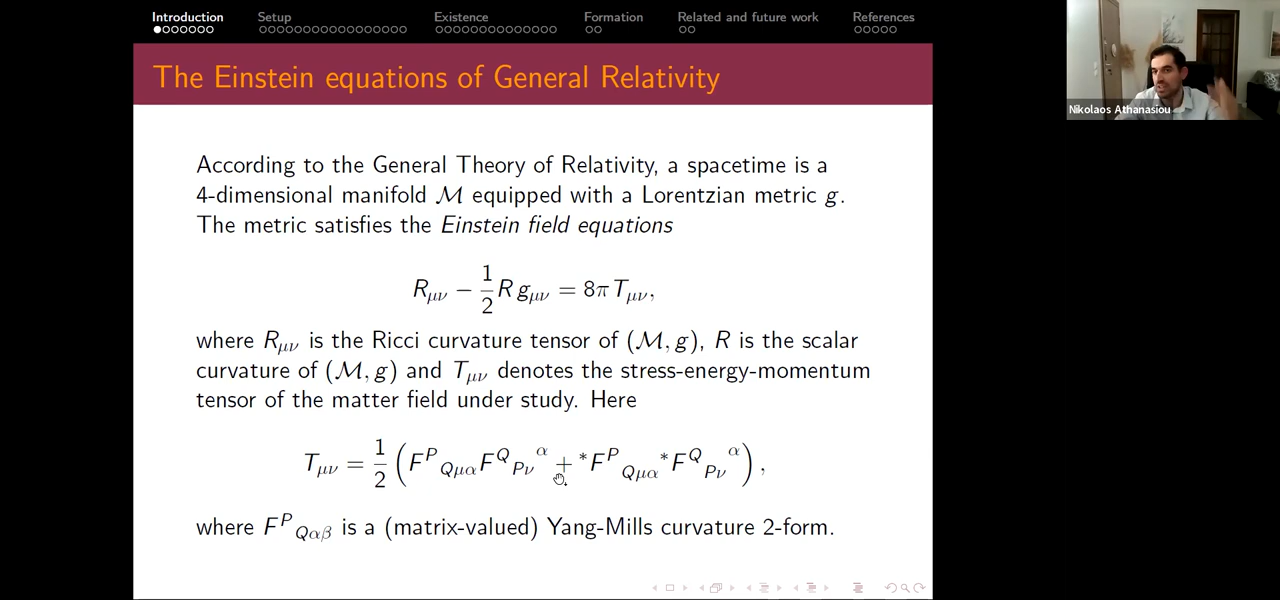 Introduction Setup Existence Formation Related and future work References
The Einstein equations of General Relativity
Nikolaos Athanasiou
According to the General Theory of Relativity, a spacetime is a
4-dimensional manifold ℳ equipped with a Lorentzian metric g.
The metric satisfies the Einstein field equations
R_{μν} − \frac{1}{2} R g_{μν} = 8π T_{μν},
where R_{μν} is the Ricci curvature tensor of (ℳ, g), R is the scalar
curvature of (ℳ, g) and T_{μν} denotes the stress-energy-momentum
tensor of the matter field under study. Here
T_{μν} = \frac{1}{2} ( F^P_{Qμα} F^Q_{Pν}^α + *F^P_{Qμα} *F^Q_{Pν}^α ),
where F^P_{Qαβ} is a (matrix-valued) Yang-Mills curvature 2-form.